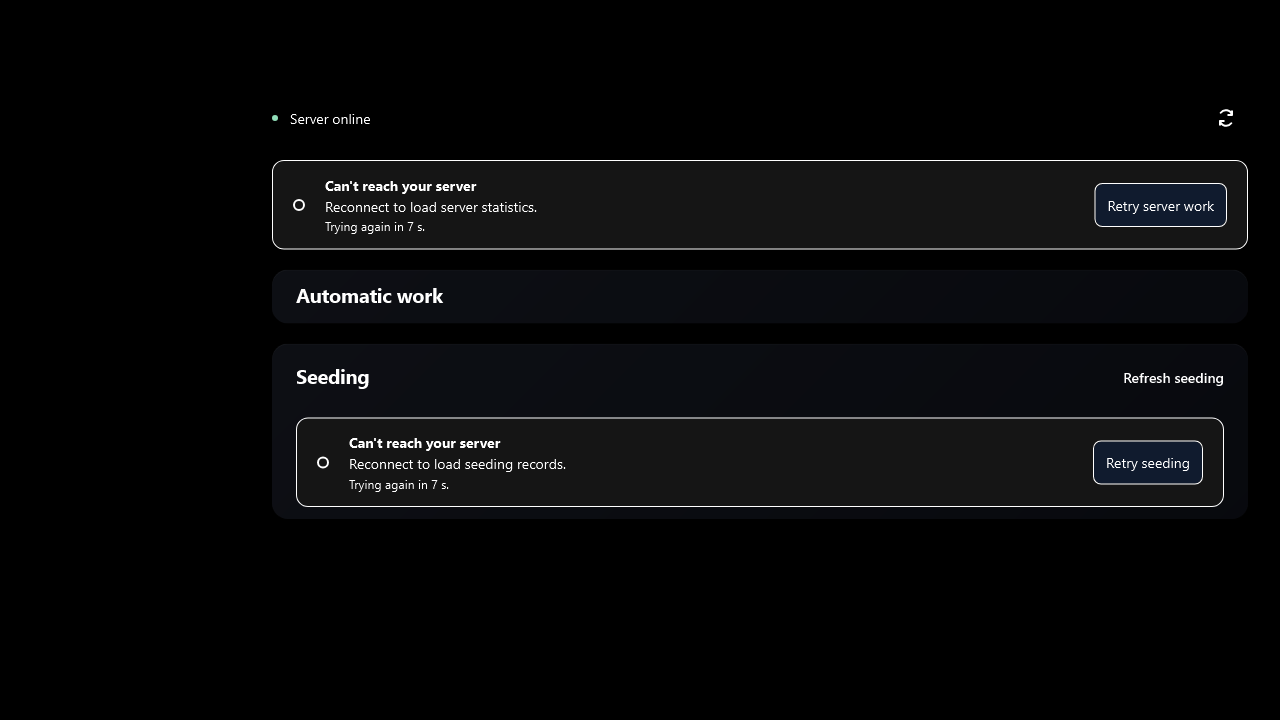 Server online
Can't reach your server
Reconnect to load server statistics.
Trying again in 7 s.
Retry server work
Automatic work
Seeding
Refresh seeding
Can't reach your server
Reconnect to load seeding records.
Trying again in 7 s.
Retry seeding